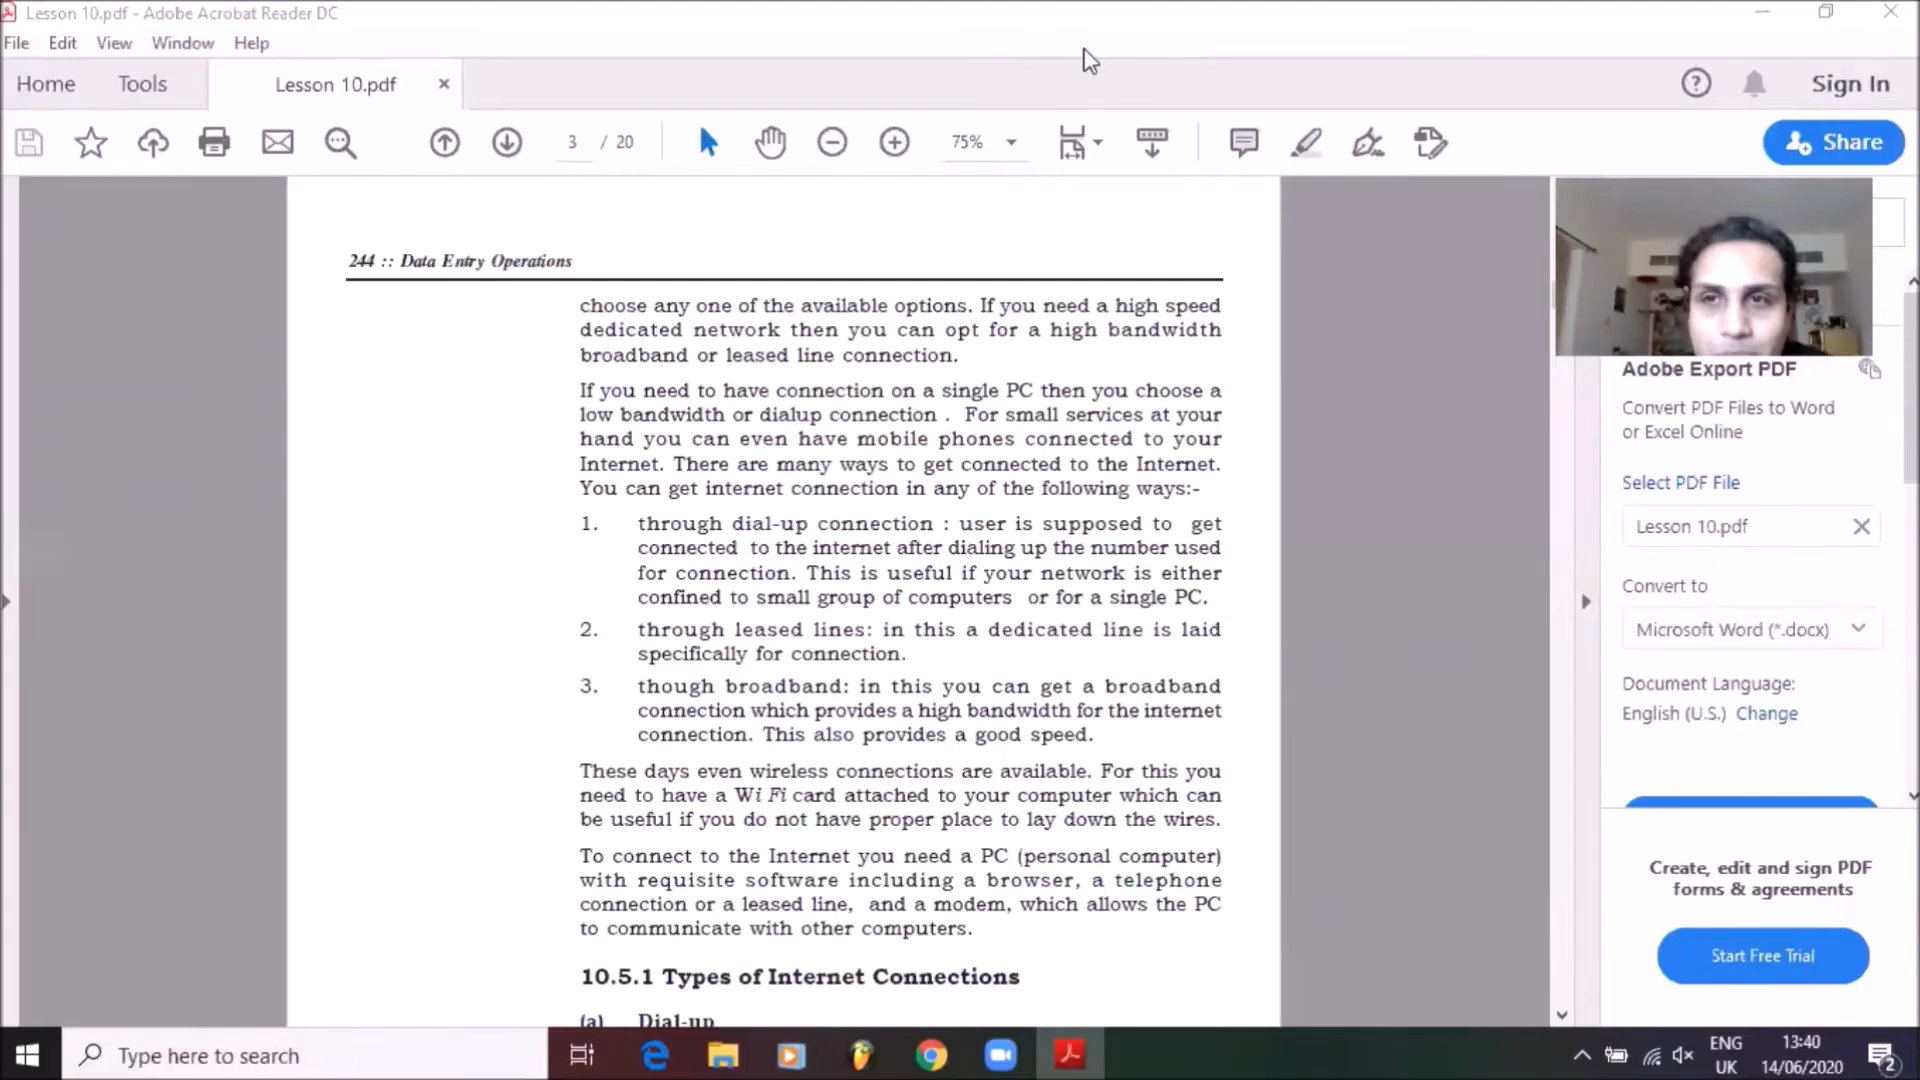 Lesson 10.pdf - Adobe Acrobat Reader DC
File Edit View Window Help
Home Tools Lesson 10.pdf Sign In
3 / 20 75% Share
244 :: Data Entry Operations
choose any one of the available options. If you need a high speed
dedicated network then you can opt for a high bandwidth
broadband or leased line connection.
If you need to have connection on a single PC then you choose a
low bandwidth or dialup connection . For small services at your
hand you can even have mobile phones connected to your
Internet. There are many ways to get connected to the Internet.
You can get internet connection in any of the following ways:-
1. through dial-up connection : user is supposed to get
connected to the internet after dialing up the number used
for connection. This is useful if your network is either
confined to small group of computers or for a single PC.
2. through leased lines: in this a dedicated line is laid
specifically for connection.
3. though broadband: in this you can get a broadband
connection which provides a high bandwidth for the internet
connection. This also provides a good speed.
These days even wireless connections are available. For this you
need to have a Wi Fi card attached to your computer which can
be useful if you do not have proper place to lay down the wires.
To connect to the Internet you need a PC (personal computer)
with requisite software including a browser, a telephone
connection or a leased line, and a modem, which allows the PC
to communicate with other computers.
10.5.1 Types of Internet Connections
(a) Dial-up
Adobe Export PDF
Convert PDF Files to Word
or Excel Online
Select PDF File
Lesson 10.pdf
Convert to
Microsoft Word (*.docx)
Document Language:
English (U.S.) Change
Create, edit and sign PDF
forms & agreements
Start Free Trial
Type here to search
ENG
UK
13:40
14/06/2020
2